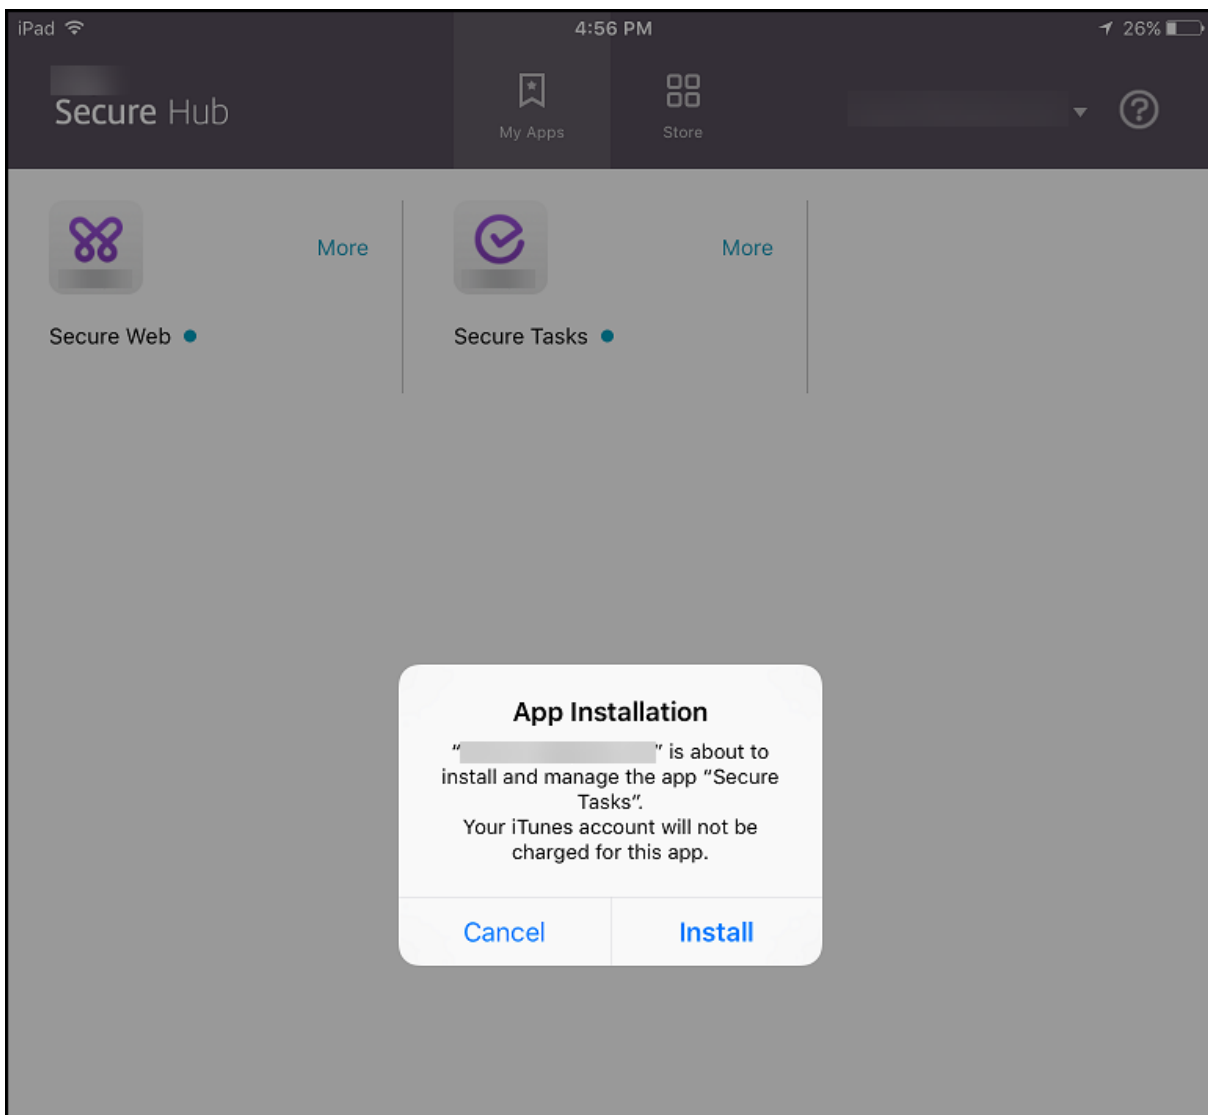 iPad 4:56 PM 26%
Secure Hub
My Apps Store
More More
Secure Web Secure Tasks
App Installation
“ ” is about to
install and manage the app “Secure
Tasks”.
Your iTunes account will not be
charged for this app.
Cancel Install